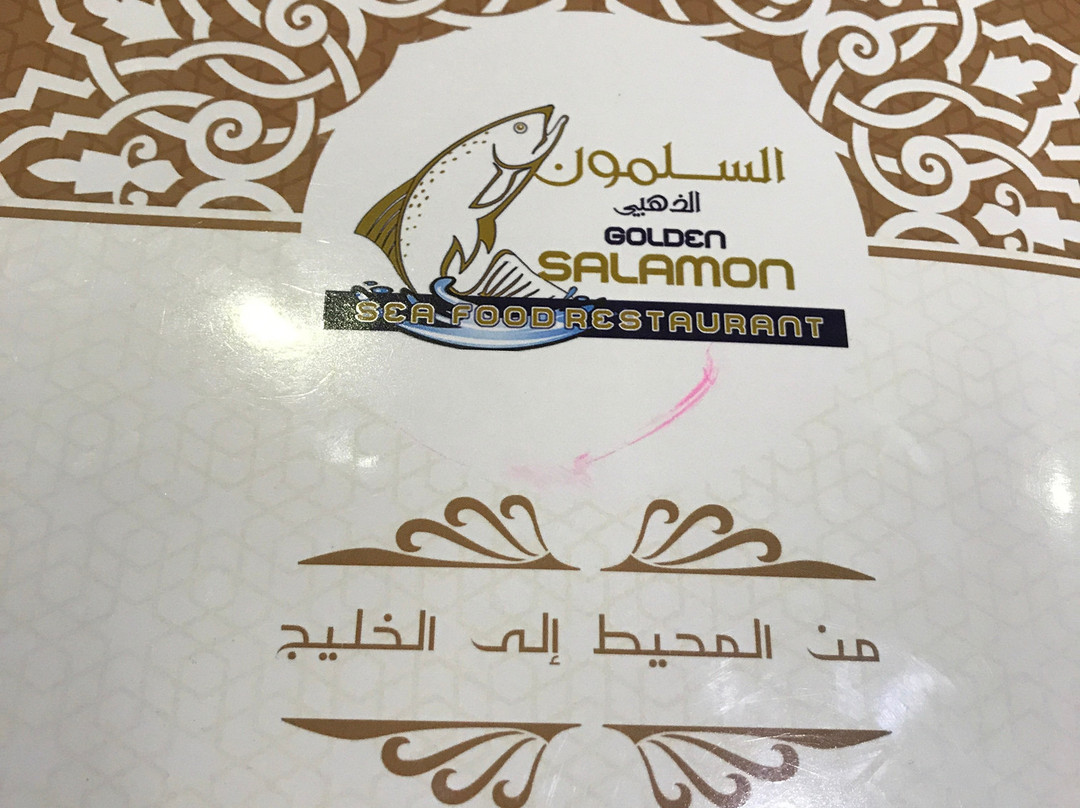 السلمون
الذهبي
GOLDEN
SALAMON
SEA FOOD RESTAURANT
من المحيط إلى الخليج